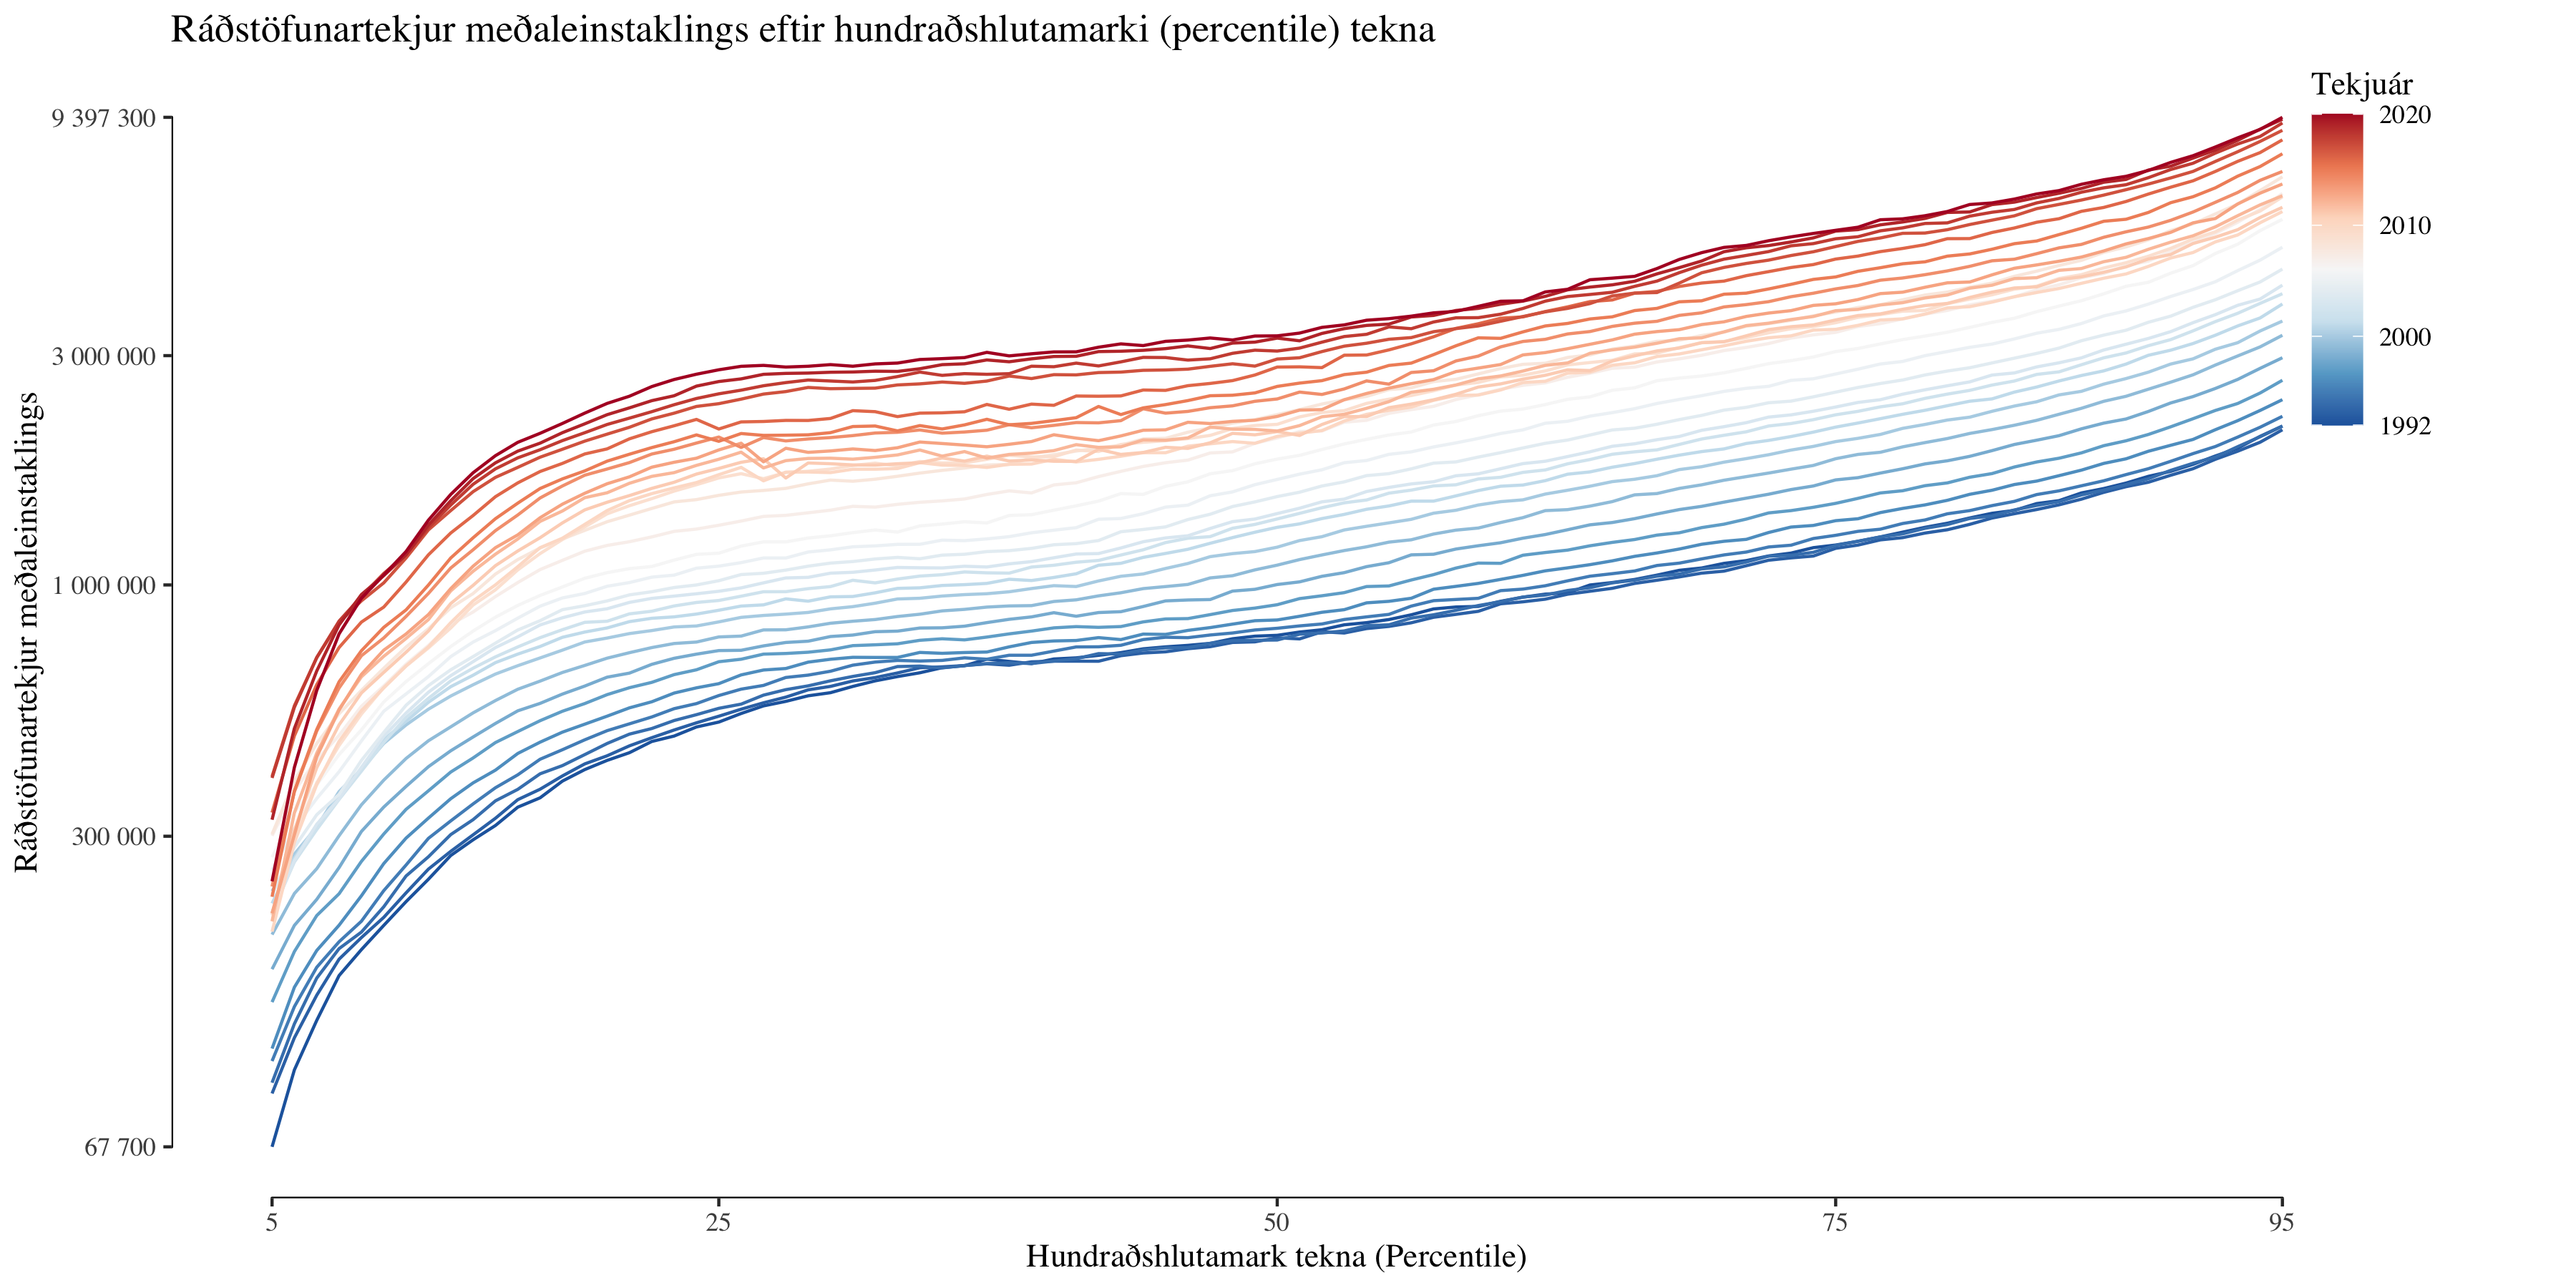 Ráðstöfunartekjur meðaleinstaklings eftir hundraðshlutamarki (percentile) tekna
Ráðstöfunartekjur meðaleinstaklings
9 397 300
3 000 000
1 000 000
300 000
67 700
5
25
50
75
95
Hundraðshlutamark tekna (Percentile)
Tekjuár
2020
2010
2000
1992